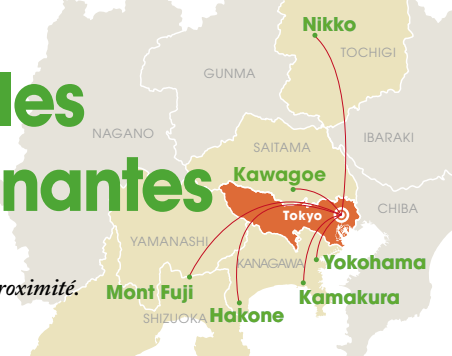 Nikko
TOCHIGI
GUNMA
les
NAGANO
IBARAKI
SAITAMA
nantes
Kawagoe
CHIBA
Tokyo
YAMANASHI
KANAGAWA
Yokohama
roximité.
Mont Fuji
Kamakura
SHIZUOKA
Hakone